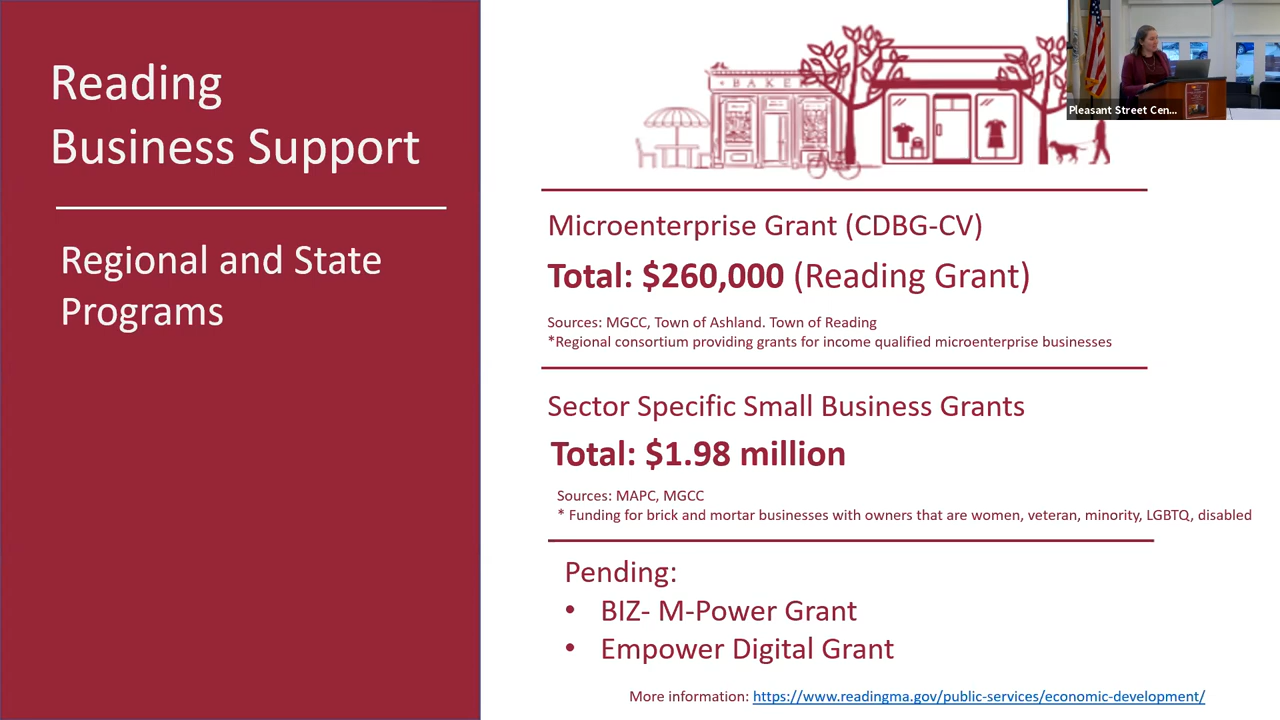 Reading
Business Support
Regional and State
Programs
BAKE
Pleasant Street Cen...
Microenterprise Grant (CDBG-CV)
Total: $260,000 (Reading Grant)
Sources: MGCC, Town of Ashland. Town of Reading
*Regional consortium providing grants for income qualified microenterprise businesses
Sector Specific Small Business Grants
Total: $1.98 million
Sources: MAPC, MGCC
* Funding for brick and mortar businesses with owners that are women, veteran, minority, LGBTQ, disabled
Pending:
• BIZ- M-Power Grant
• Empower Digital Grant
More information: https://www.readingma.gov/public-services/economic-development/